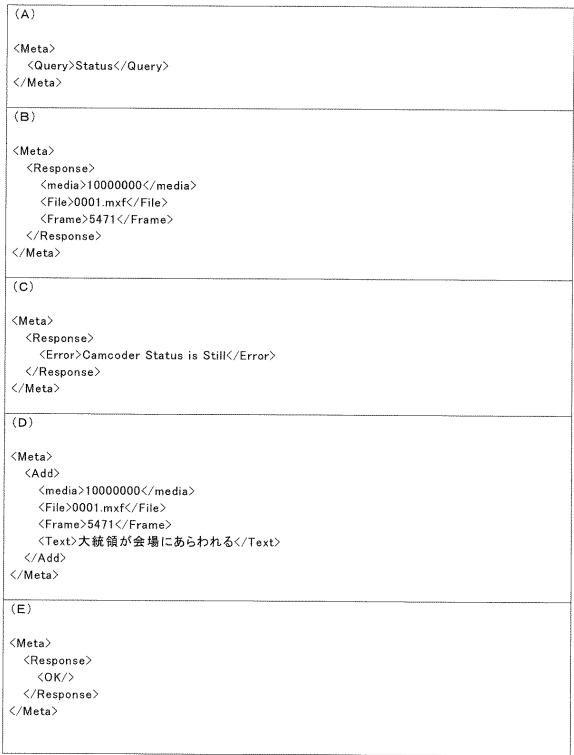 (A)
<Meta>
<Query>Status</Query>
</Meta>
(B)
<Meta>
<Response>
<media>10000000</media>
<File>0001.mxf</File>
<Frame>5471</Frame>
</Response>
</Meta>
(C)
<Meta>
<Response>
<Error>Camcoder Status is Still</Error>
</Response>
</Meta>
(D)
<Meta>
<Add>
<media>10000000</media>
<File>0001.mxf</File>
<Frame>5471</Frame>
<Text>大統領が会場にあらわれる</Text>
</Add>
</Meta>
(E)
<Meta>
<Response>
<OK/>
</Response>
</Meta>